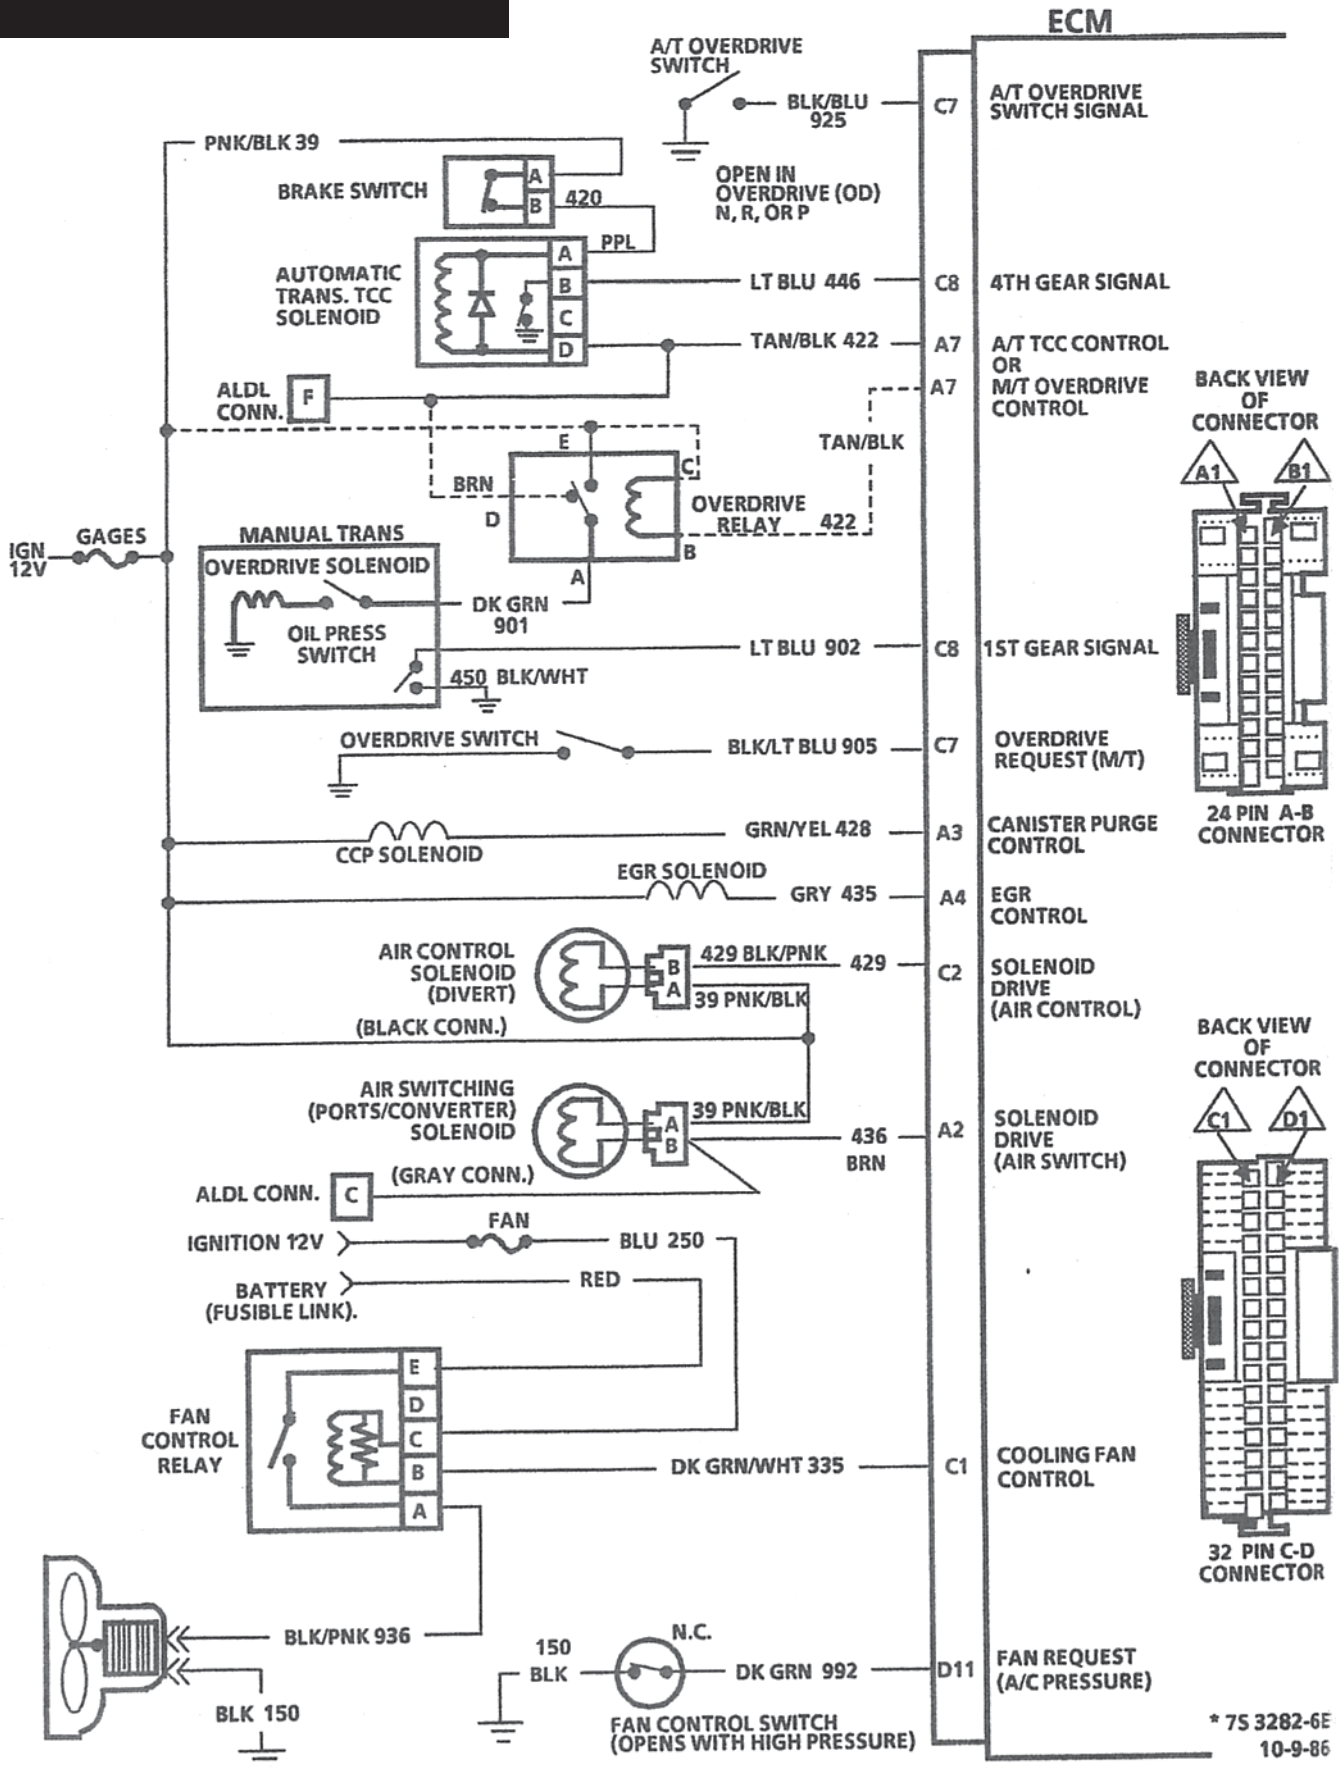 ECM
A/T OVERDRIVE
SWITCH
BLK/BLU
925
C7
A/T OVERDRIVE
SWITCH SIGNAL
PNK/BLK 39
BRAKE SWITCH
A
B
420
OPEN IN
OVERDRIVE (OD)
N, R, OR P
PPL
AUTOMATIC
TRANS. TCC
SOLENOID
A
B
C
D
LT BLU 446
C8
4TH GEAR SIGNAL
TAN/BLK 422
A7
A/T TCC CONTROL
OR
A7
M/T OVERDRIVE
CONTROL
ALDL
CONN.
F
TAN/BLK
E
C
BRN
D
OVERDRIVE
RELAY
422
B
A
BACK VIEW
OF
CONNECTOR
A1
B1
24 PIN A-B
CONNECTOR
IGN
12V
GAGES
MANUAL TRANS
OVERDRIVE SOLENOID
OIL PRESS
SWITCH
DK GRN
901
LT BLU 902
C8
1ST GEAR SIGNAL
450 BLK/WHT
OVERDRIVE SWITCH
BLK/LT BLU 905
C7
OVERDRIVE
REQUEST (M/T)
CCP SOLENOID
GRN/YEL 428
A3
CANISTER PURGE
CONTROL
EGR SOLENOID
GRY 435
A4
EGR
CONTROL
AIR CONTROL
SOLENOID
(DIVERT)
B
A
429 BLK/PNK
429
C2
SOLENOID
DRIVE
(AIR CONTROL)
39 PNK/BLK
(BLACK CONN.)
AIR SWITCHING
(PORTS/CONVERTER)
SOLENOID
A
B
39 PNK/BLK
436
BRN
A2
SOLENOID
DRIVE
(AIR SWITCH)
(GRAY CONN.)
ALDL CONN.
C
BACK VIEW
OF
CONNECTOR
C1
D1
32 PIN C-D
CONNECTOR
IGNITION 12V
FAN
BLU 250
BATTERY
(FUSIBLE LINK).
RED
FAN
CONTROL
RELAY
E
D
C
B
A
DK GRN/WHT 335
C1
COOLING FAN
CONTROL
BLK/PNK 936
BLK 150
150
BLK
N.C.
DK GRN 992
D11
FAN REQUEST
(A/C PRESSURE)
FAN CONTROL SWITCH
(OPENS WITH HIGH PRESSURE)
* 7S 3282-6E
10-9-86